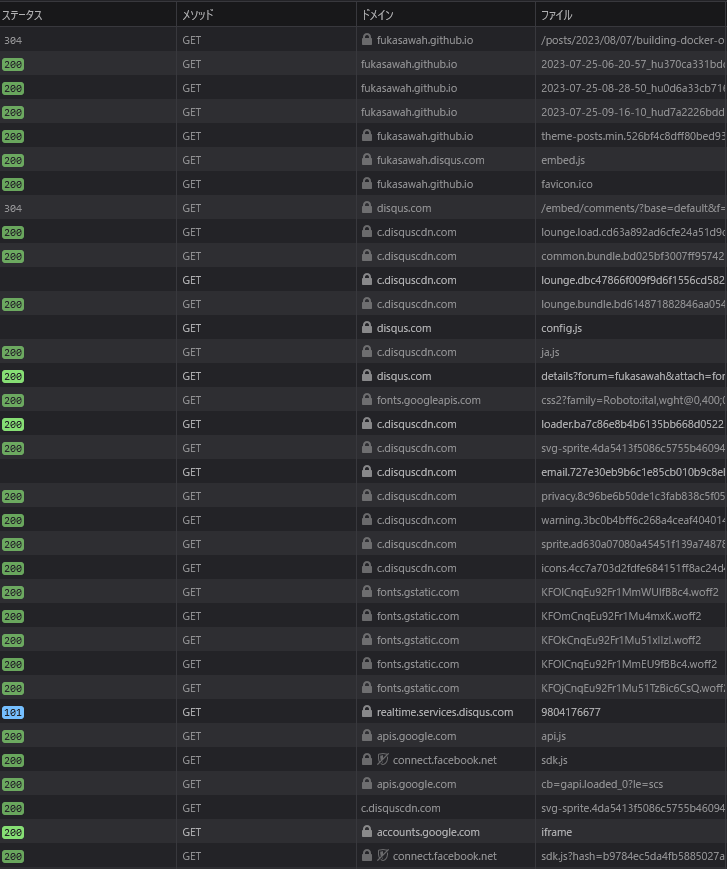 ステータス メソッド ドメイン ファイル
304 GET fukasawah.github.io /posts/2023/08/07/building-docker-o
200 GET fukasawah.github.io 2023-07-25-06-20-57_hu370ca331bd
200 GET fukasawah.github.io 2023-07-25-08-28-50_hu0d6a33cb71
200 GET fukasawah.github.io 2023-07-25-09-16-10_hud7a2226bdd
200 GET fukasawah.github.io theme-posts.min.526bf4c8dff80bed93
200 GET fukasawah.disqus.com embed.js
200 GET fukasawah.github.io favicon.ico
304 GET disqus.com /embed/comments/?base=default&f=
200 GET c.disquscdn.com lounge.load.cd63a892ad6cfe24a51d9c
200 GET c.disquscdn.com common.bundle.bd025bf3007ff95742
GET c.disquscdn.com lounge.dbc47866f009f9d6f1556cd582
200 GET c.disquscdn.com lounge.bundle.bd614871882846aa054
GET disqus.com config.js
200 GET c.disquscdn.com ja.js
200 GET disqus.com details?forum=fukasawah&attach=for
200 GET fonts.googleapis.com css2?family=Roboto:ital,wght@0,400;
200 GET c.disquscdn.com loader.ba7c86e8b4b6135bb668d0522
200 GET c.disquscdn.com svg-sprite.4da5413f5086c5755b46094
GET c.disquscdn.com email.727e30eb9b6c1e85cb010b9c8e
200 GET c.disquscdn.com privacy.8c96be6b50de1c3fab838c5f05
200 GET c.disquscdn.com warning.3bc0b4bff6c268a4ceaf404014
200 GET c.disquscdn.com sprite.ad630a07080a45451f139a74878
200 GET c.disquscdn.com icons.4cc7a703d2fdfe684151ff8ac24d
200 GET fonts.gstatic.com KFOlCnqEu92Fr1MmWUlfBBc4.woff2
200 GET fonts.gstatic.com KFOmCnqEu92Fr1Mu4mxK.woff2
200 GET fonts.gstatic.com KFOkCnqEu92Fr1Mu51xIIzI.woff2
200 GET fonts.gstatic.com KFOlCnqEu92Fr1MmEU9fBBc4.woff2
200 GET fonts.gstatic.com KFOjCnqEu92Fr1Mu51TzBic6CsQ.woff
101 GET realtime.services.disqus.com 9804176677
200 GET apis.google.com api.js
200 GET connect.facebook.net sdk.js
200 GET apis.google.com cb=gapi.loaded_0?le=scs
200 GET c.disquscdn.com svg-sprite.4da5413f5086c5755b46094
200 GET accounts.google.com iframe
200 GET connect.facebook.net sdk.js?hash=b9784ec5da4fb5885027a